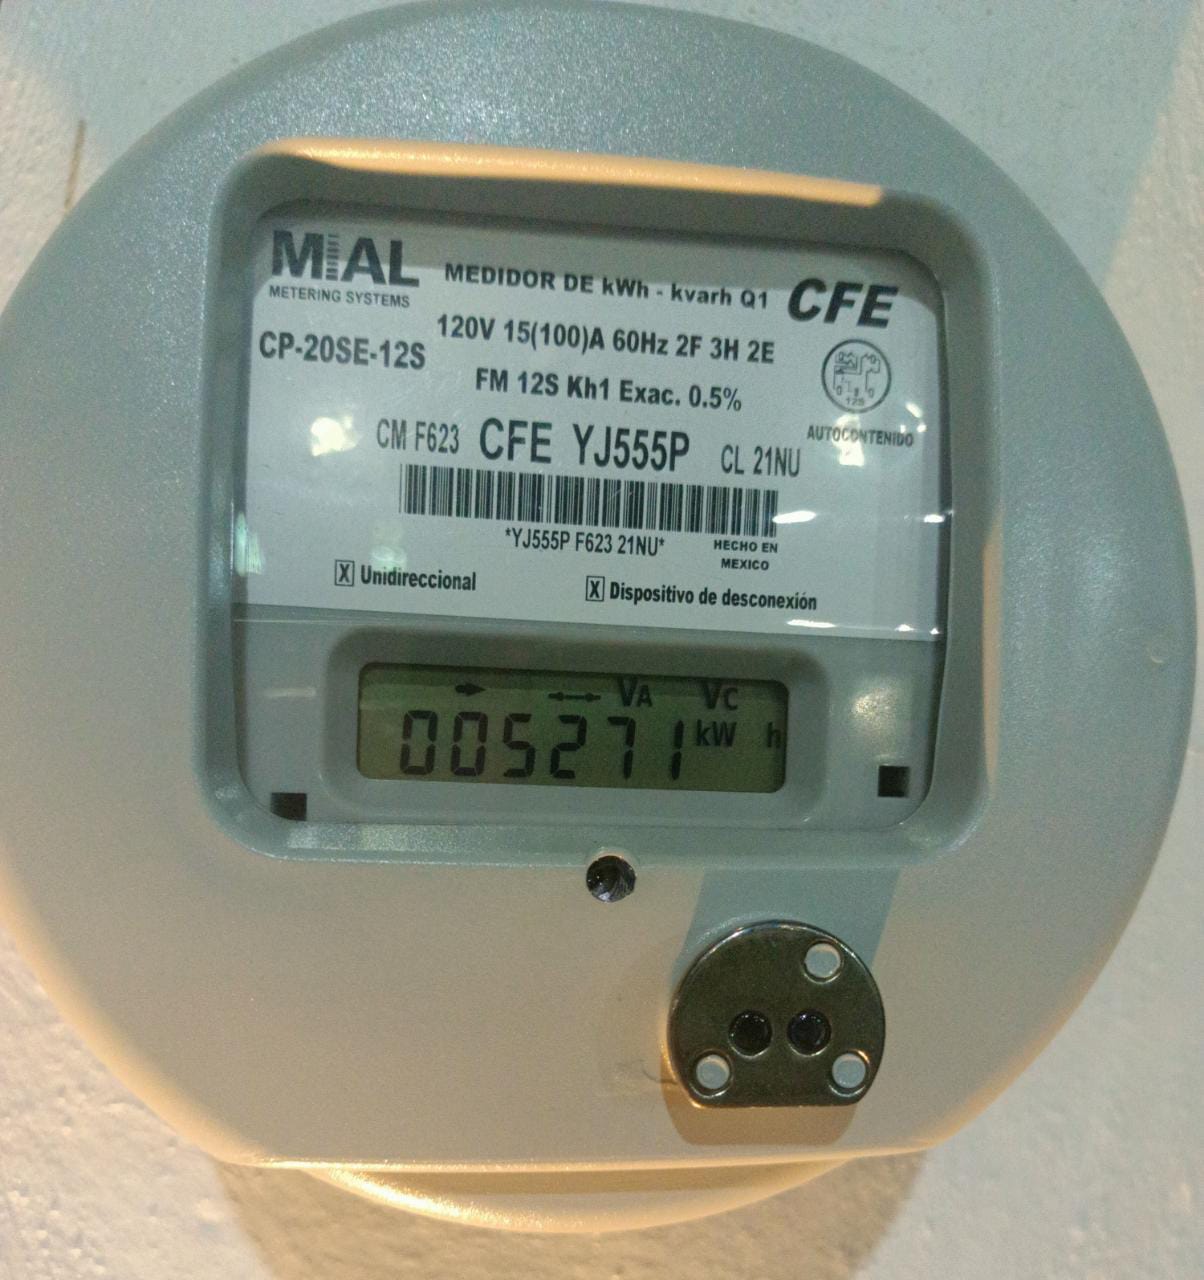 MIAL
METERING SYSTEMS
MEDIDOR DE kWh - kvarh Q1
CFE
CP-20SE-12S
120V 15(100)A 60Hz 2F 3H 2E
FM 12S Kh1 Exac. 0.5%
12S
AUTOCONTENIDO
CM F623 CFE YJ555P CL 21NU
*YJ555P F623 21NU*
HECHO EN
MEXICO
X Unidireccional
X Dispositivo de desconexión
VA VC
005271 kW h